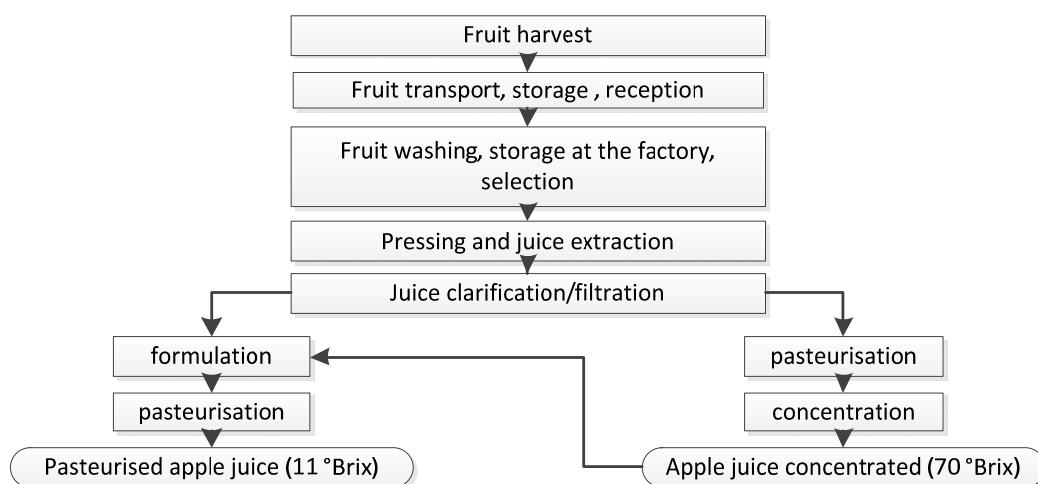 Fruit harvest
Fruit transport, storage , reception
Fruit washing, storage at the factory,
selection
Pressing and juice extraction
Juice clarification/filtration
formulation
pasteurisation
pasteurisation
concentration
Pasteurised apple juice (11 °Brix)
Apple juice concentrated (70 °Brix)